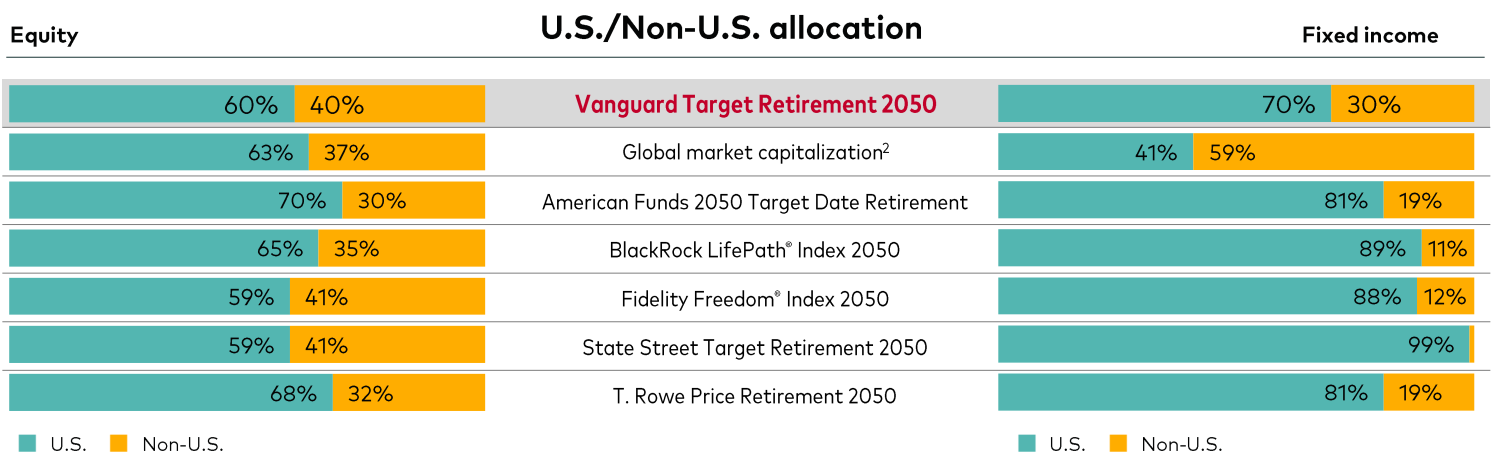 Equity U.S./Non-U.S. allocation Fixed income
60% 40% Vanguard Target Retirement 2050 70% 30%
63% 37% Global market capitalization² 41% 59%
70% 30% American Funds 2050 Target Date Retirement 81% 19%
65% 35% BlackRock LifePath® Index 2050 89% 11%
59% 41% Fidelity Freedom® Index 2050 88% 12%
59% 41% State Street Target Retirement 2050 99%
68% 32% T. Rowe Price Retirement 2050 81% 19%
U.S. Non-U.S. U.S. Non-U.S.